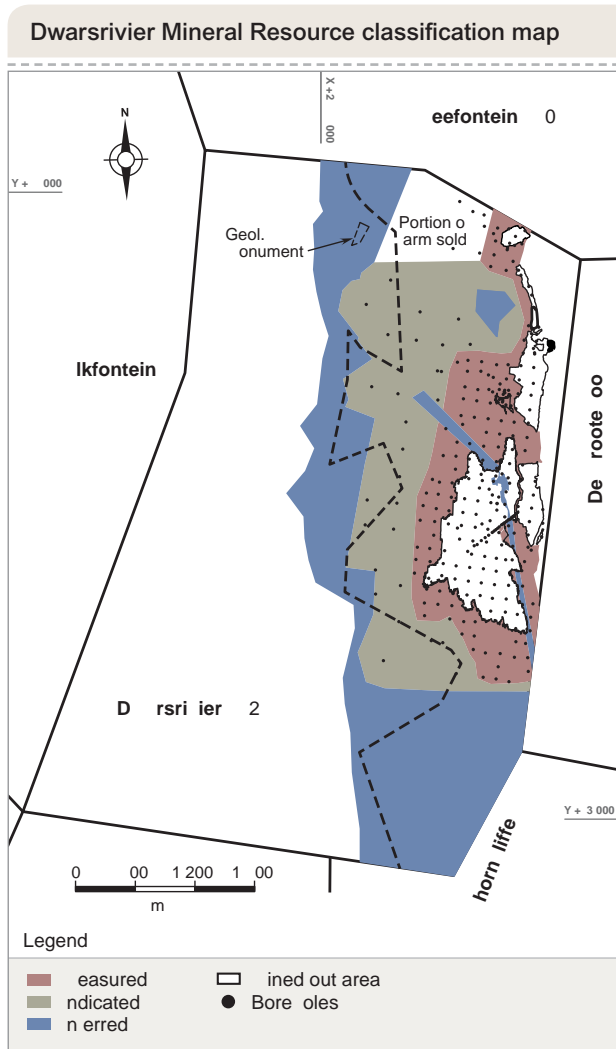 Dwarsrivier Mineral Resource classification map
X +2 000
eefontein 0
N
Y + 000
Portion o
arm sold
Geol.
onument
lkfontein
De roote oo
D rsri ier 2
Y + 3 000
horn liffe
0 00 1 200 1 00
m
Legend
easured
ndicated
n erred
ined out area
Bore oles